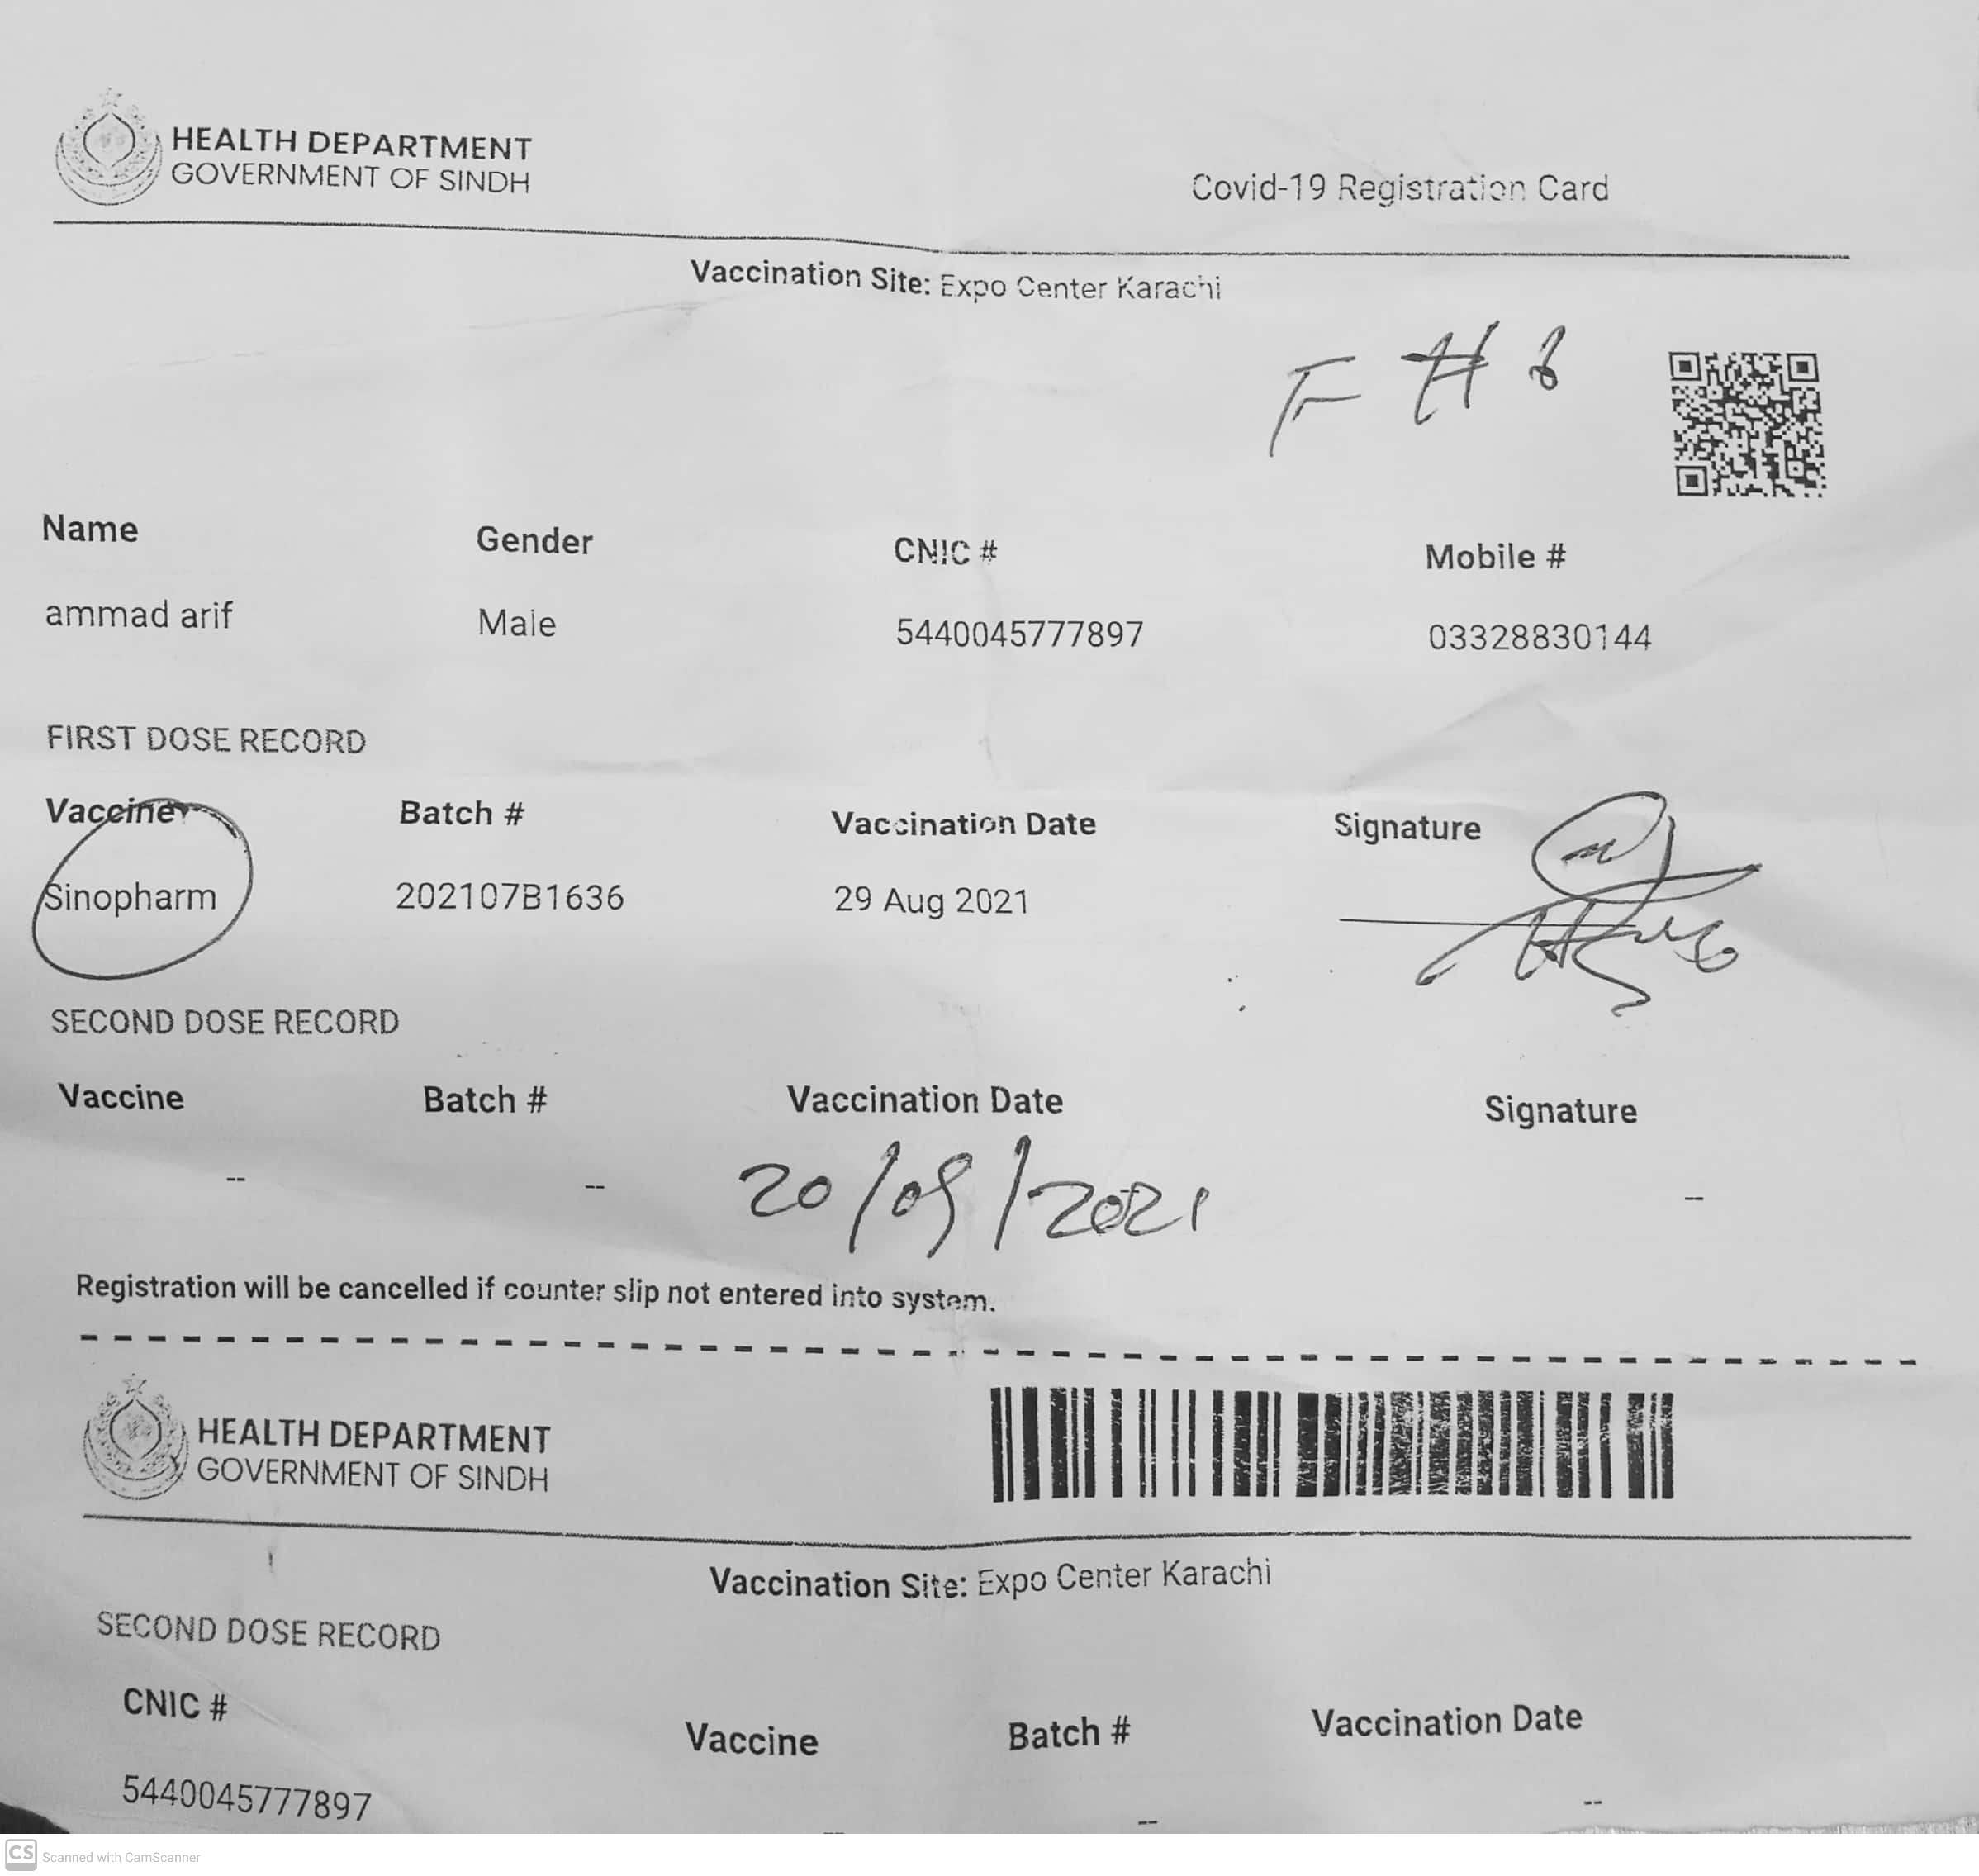 HEALTH DEPARTMENT
GOVERNMENT OF SINDH
Covid-19 Registration Card
Vaccination Site: Expo Center Karachi
F # 8
Name Gender CNIC # Mobile #
ammad arif Male 5440045777897 03328830144
FIRST DOSE RECORD
Vaccine Batch # Vaccination Date Signature
Sinopharm 202107B1636 29 Aug 2021
SECOND DOSE RECORD
Vaccine Batch # Vaccination Date Signature
-- -- 20/09/2021 --
Registration will be cancelled if counter slip not entered into system.
HEALTH DEPARTMENT
GOVERNMENT OF SINDH
Vaccination Site: Expo Center Karachi
SECOND DOSE RECORD
CNIC # Vaccine Batch # Vaccination Date
5440045777897 -- -- --
CS Scanned with CamScanner